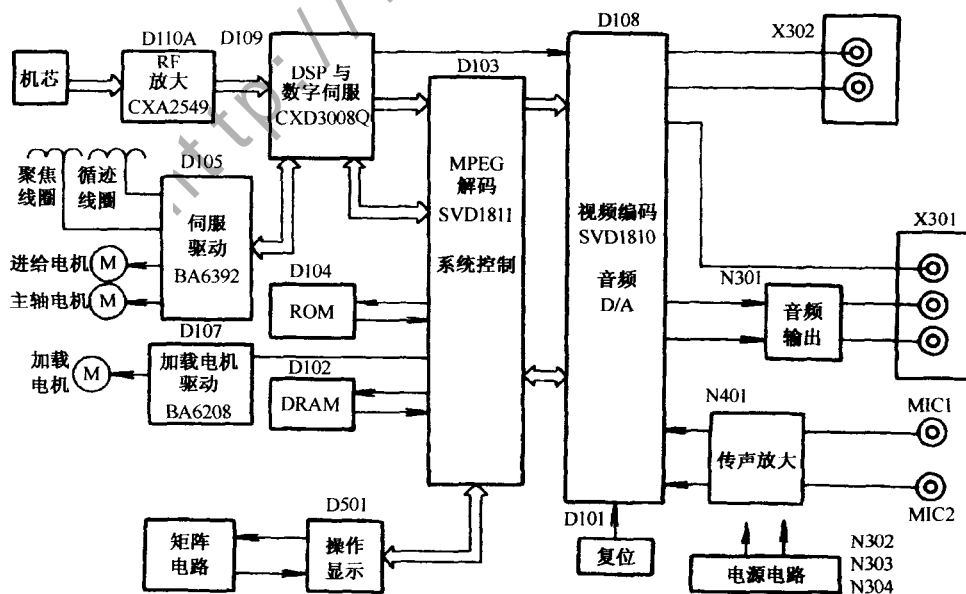 D108
X302
D110A
D109
D103
机芯
RF
放大
CXA2549
DSP 与
数字伺服
CXD3008Q
http://
MPEG
解码
SVD1811
系统控制
视频编码
SVD1810
音频
D/A
聚焦
线圈
循迹
线圈
D105
伺服
驱动
BA6392
X301
进给电机
M
主轴电机
M
D104
ROM
N301
音频
输出
D107
加载
电机
M
加载电机
驱动
BA6208
D102
DRAM
N401
传声放大
MIC1
MIC2
D501
矩阵
电路
操作
显示
D101
复位
电源电路
N302
N303
N304